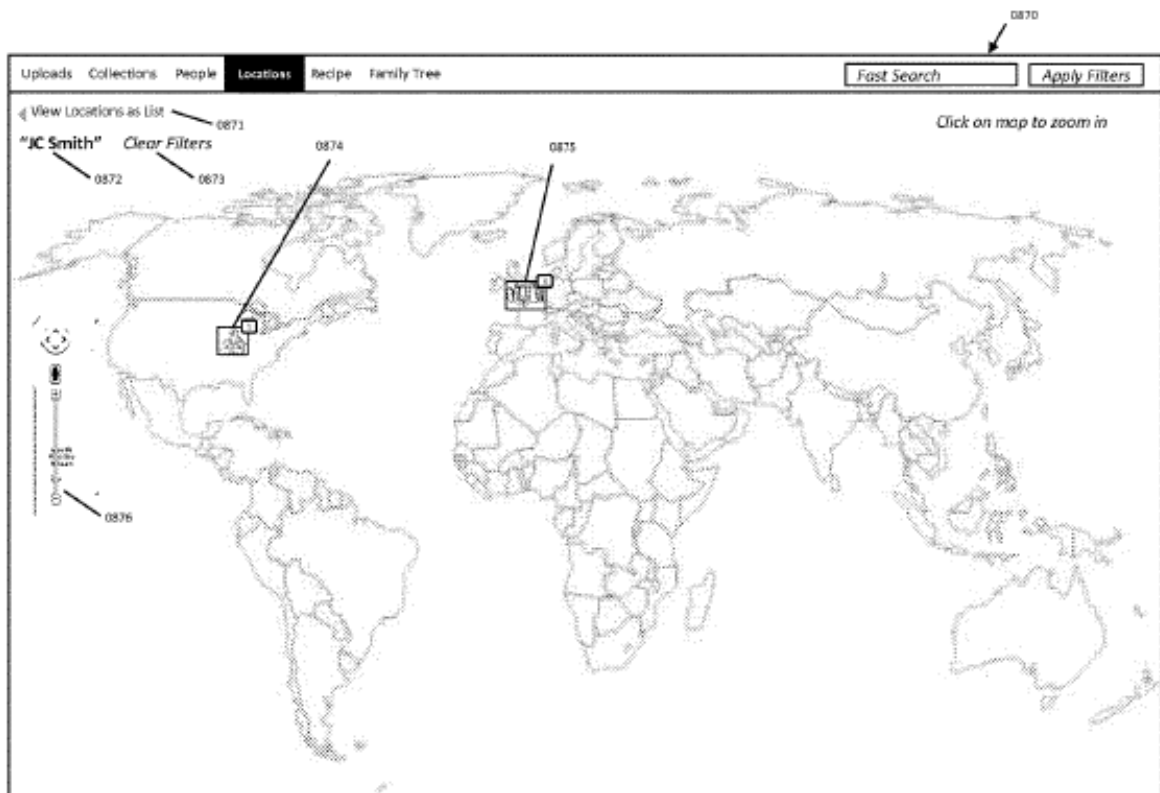 0870
Uploads Collections People Locations Recipe Family Tree Fast Search Apply Filters
View Locations as List
0871
Click on map to zoom in
"JC Smith" Clear Filters
0874
0875
0872
0873
0876